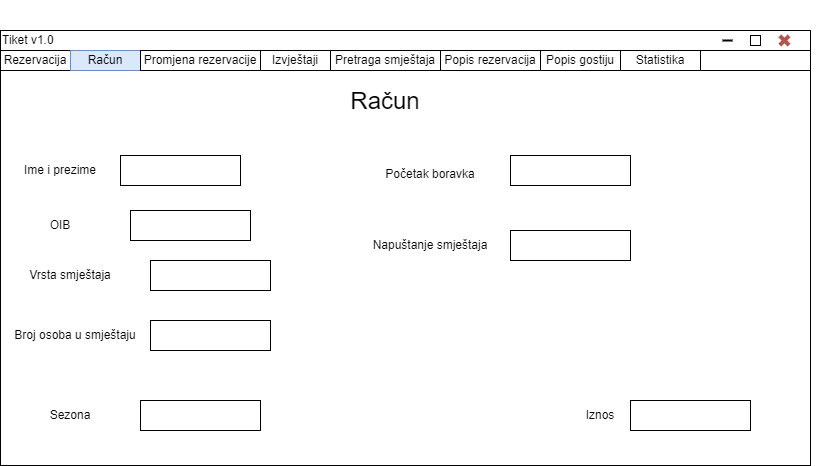 Tiket v1.0
Rezervacija Račun Promjena rezervacije Izvještaji Pretraga smještaja Popis rezervacija Popis gostiju Statistika
Račun
Ime i prezime
Početak boravka
OIB
Napuštanje smještaja
Vrsta smještaja
Broj osoba u smještaju
Sezona
Iznos